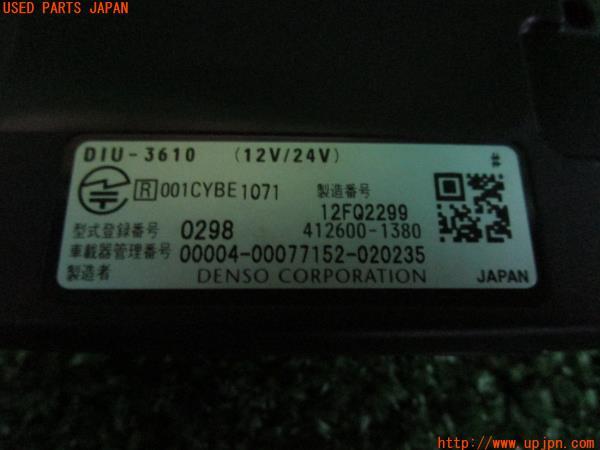 USED PARTS JAPAN
DIU-3610 (12V/24V)
R 001CYBE1071 製造番号
12FQ2299
型式登録番号 0298 412600-1380
車載器管理番号 00004-00077152-020235
製造者 DENSO CORPORATION JAPAN
http://www.upjpn.com